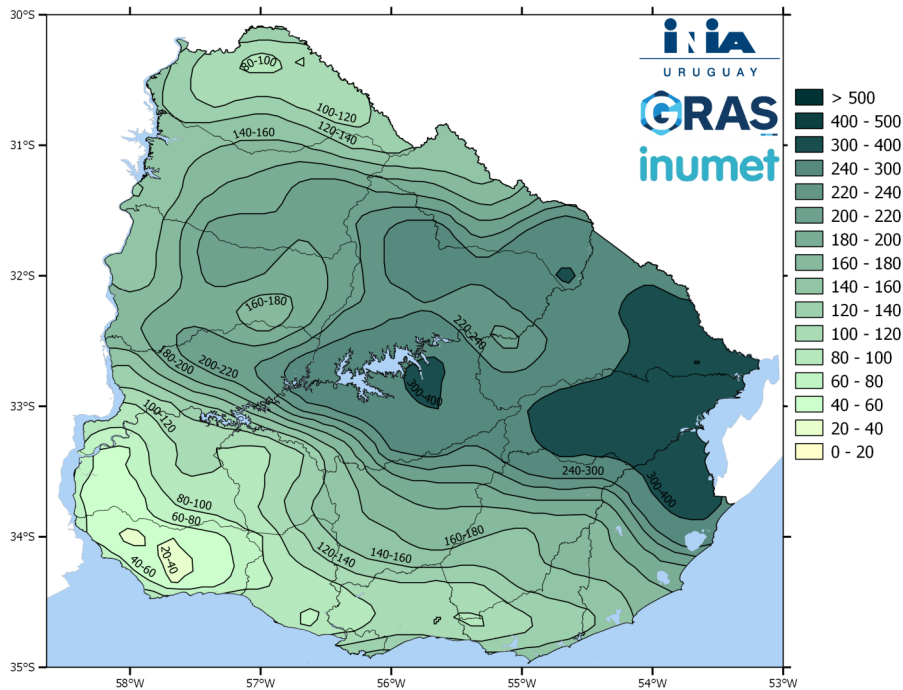 30°S
31°S
32°S
33°S
34°S
35°S
58°W
57°W
56°W
55°W
54°W
53°W
INIA
URUGUAY
GRAS
inumet
> 500
400 - 500
300 - 400
240 - 300
220 - 240
200 - 220
180 - 200
160 - 180
140 - 160
120 - 140
100 - 120
80 - 100
60 - 80
40 - 60
20 - 40
0 - 20
80-100
100-120
120-140
140-160
160-180
220-240
180-200
200-220
300-400
100-120
240-300
300-400
80-100
60-80
160-180
20-40
40-60
120-140
140-160